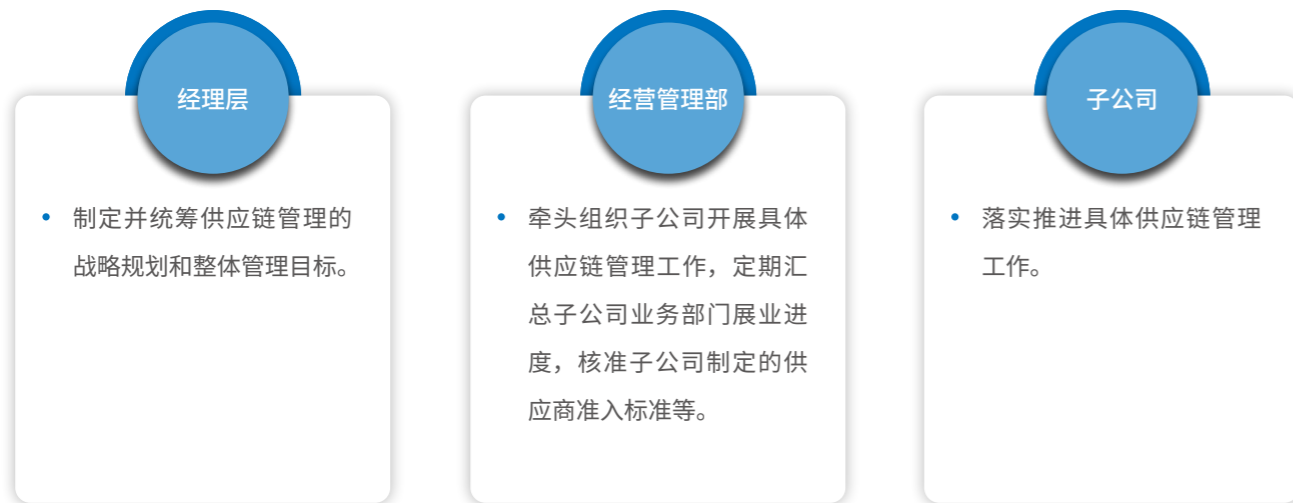 经理层
• 制定并统筹供应链管理的
战略规划和整体管理目标。
经营管理部
• 牵头组织子公司开展具体
供应链管理工作，定期汇
总子公司业务部门展业进
度，核准子公司制定的供
应商准入标准等。
子公司
• 落实推进具体供应链管理
工作。